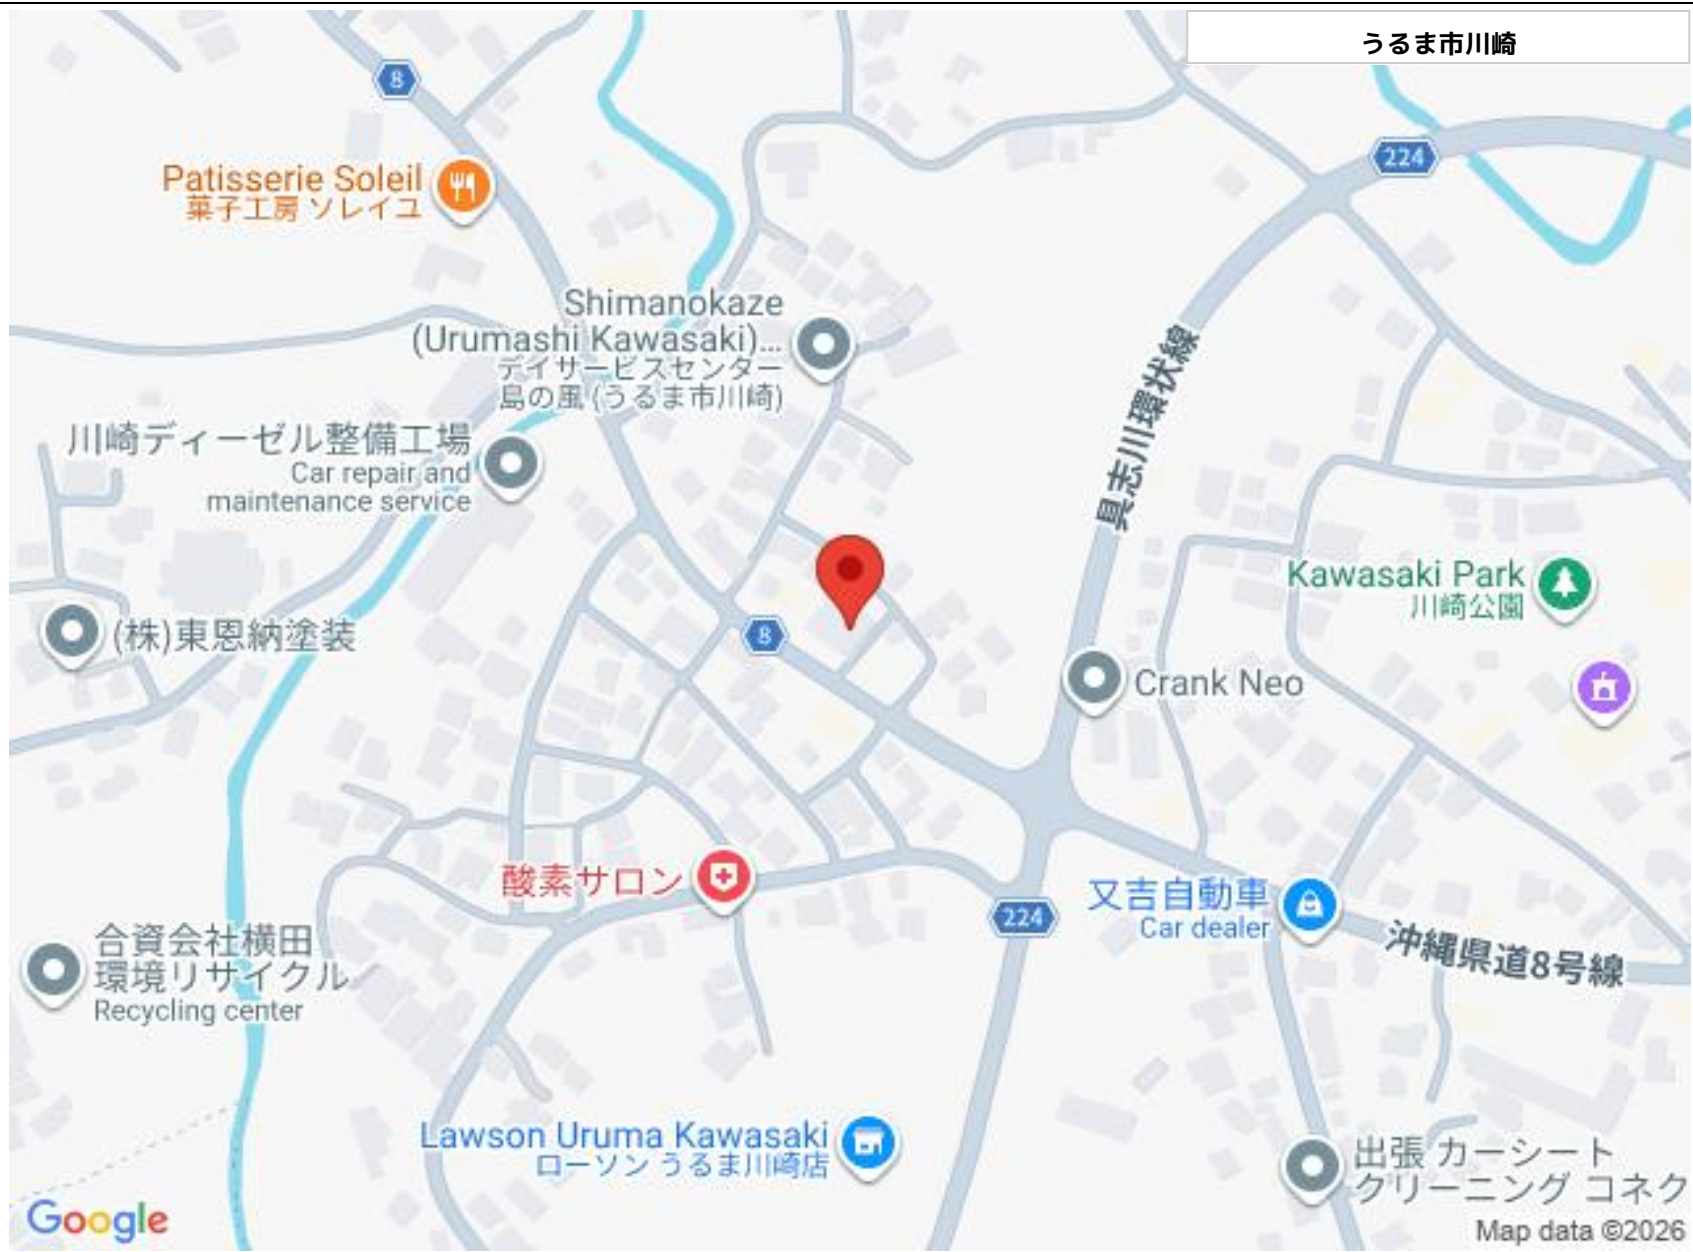 うるま市川崎
8
224
Patisserie Soleil
菓子工房 ソレイユ
Shimanokaze
(Urumashi Kawasaki)...
デイサービスセンター
島の風 (うるま市川崎)
具志川環状線
川崎ディーゼル整備工場
Car repair and
maintenance service
Kawasaki Park
川崎公園
(株)東恩納塗装
8
Crank Neo
酸素サロン
又吉自動車
Car dealer
224
沖縄県道8号線
合資会社横田
環境リサイクル
Recycling center
Lawson Uruma Kawasaki
ローソン うるま川崎店
出張 カーシート
クリーニング コネク
Google
Map data ©2026